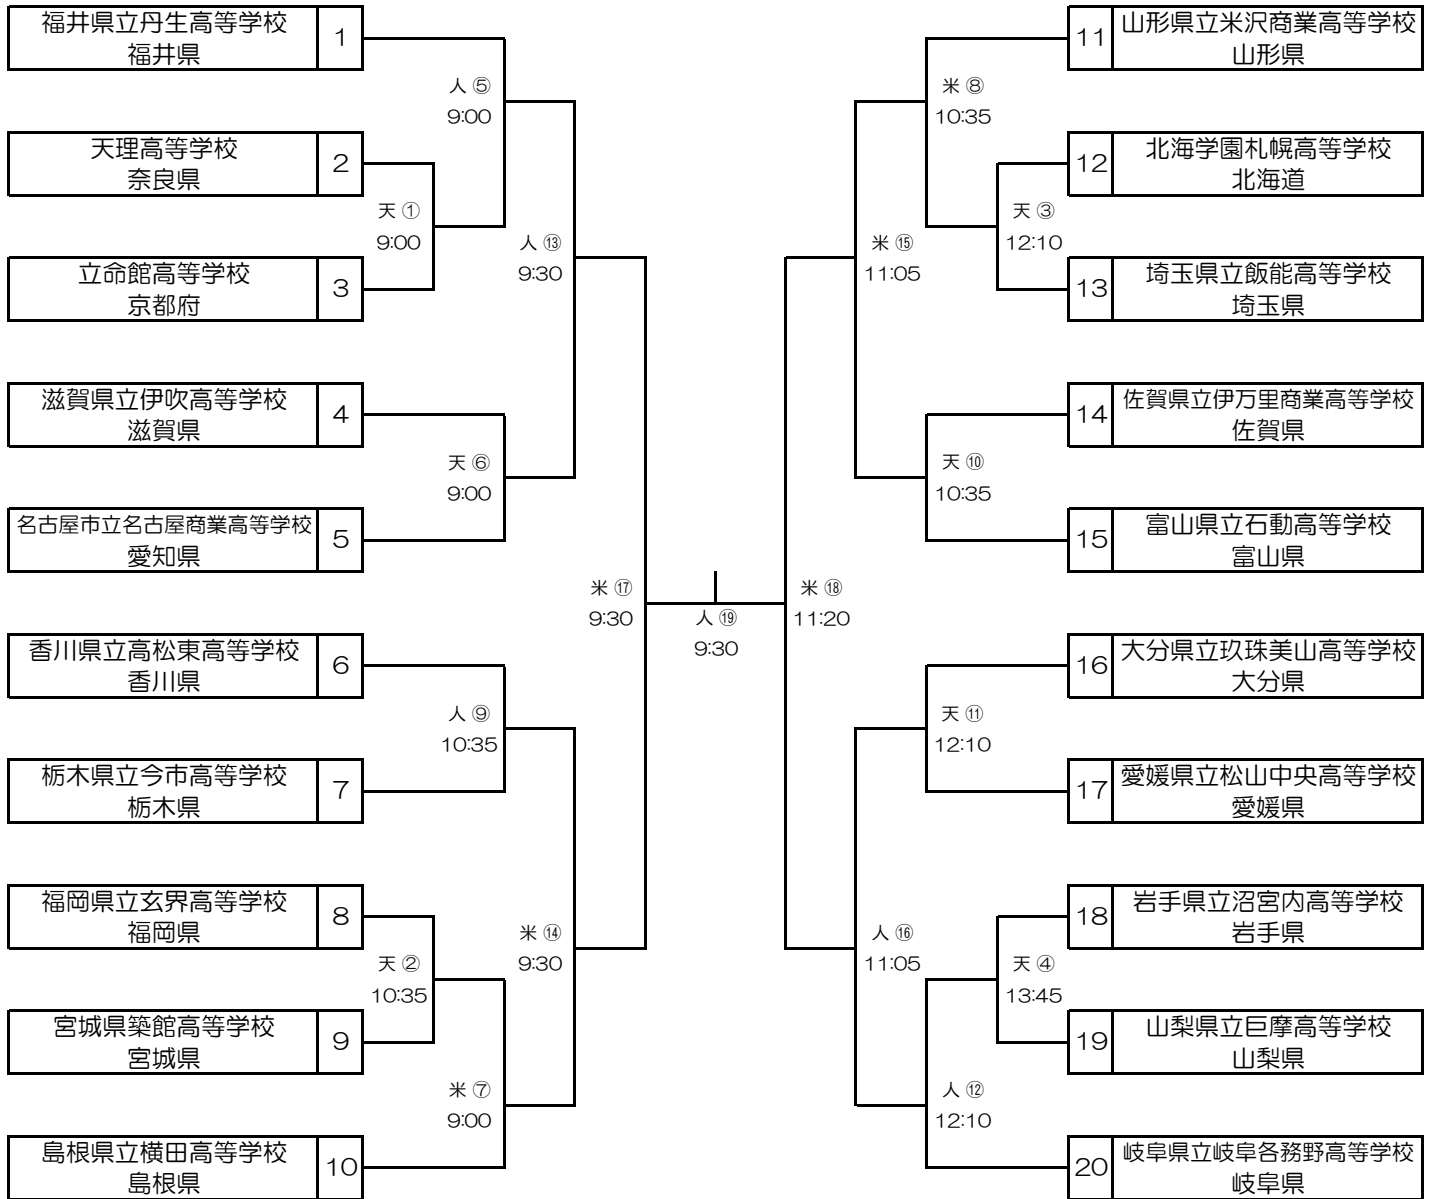 福井県立丹生高等学校
福井県
1
天理高等学校
奈良県
2
立命館高等学校
京都府
3
滋賀県立伊吹高等学校
滋賀県
4
名古屋市立名古屋商業高等学校
愛知県
5
香川県立高松東高等学校
香川県
6
栃木県立今市高等学校
栃木県
7
福岡県立玄界高等学校
福岡県
8
宮城県築館高等学校
宮城県
9
島根県立横田高等学校
島根県
10
人 ⑤
9:00
天 ①
9:00
人 ⑬
9:30
天 ⑥
9:00
米 ⑰
9:30
人 ⑨
10:35
米 ⑭
9:30
天 ②
10:35
米 ⑦
9:00
人 ⑲
9:30
米 ⑱
11:20
米 ⑧
10:35
天 ③
12:10
米 ⑮
11:05
天 ⑩
10:35
天 ⑪
12:10
人 ⑯
11:05
天 ④
13:45
人 ⑫
12:10
11
山形県立米沢商業高等学校
山形県
12
北海学園札幌高等学校
北海道
13
埼玉県立飯能高等学校
埼玉県
14
佐賀県立伊万里商業高等学校
佐賀県
15
富山県立石動高等学校
富山県
16
大分県立玖珠美山高等学校
大分県
17
愛媛県立松山中央高等学校
愛媛県
18
岩手県立沼宮内高等学校
岩手県
19
山梨県立巨摩高等学校
山梨県
20
岐阜県立岐阜各務野高等学校
岐阜県